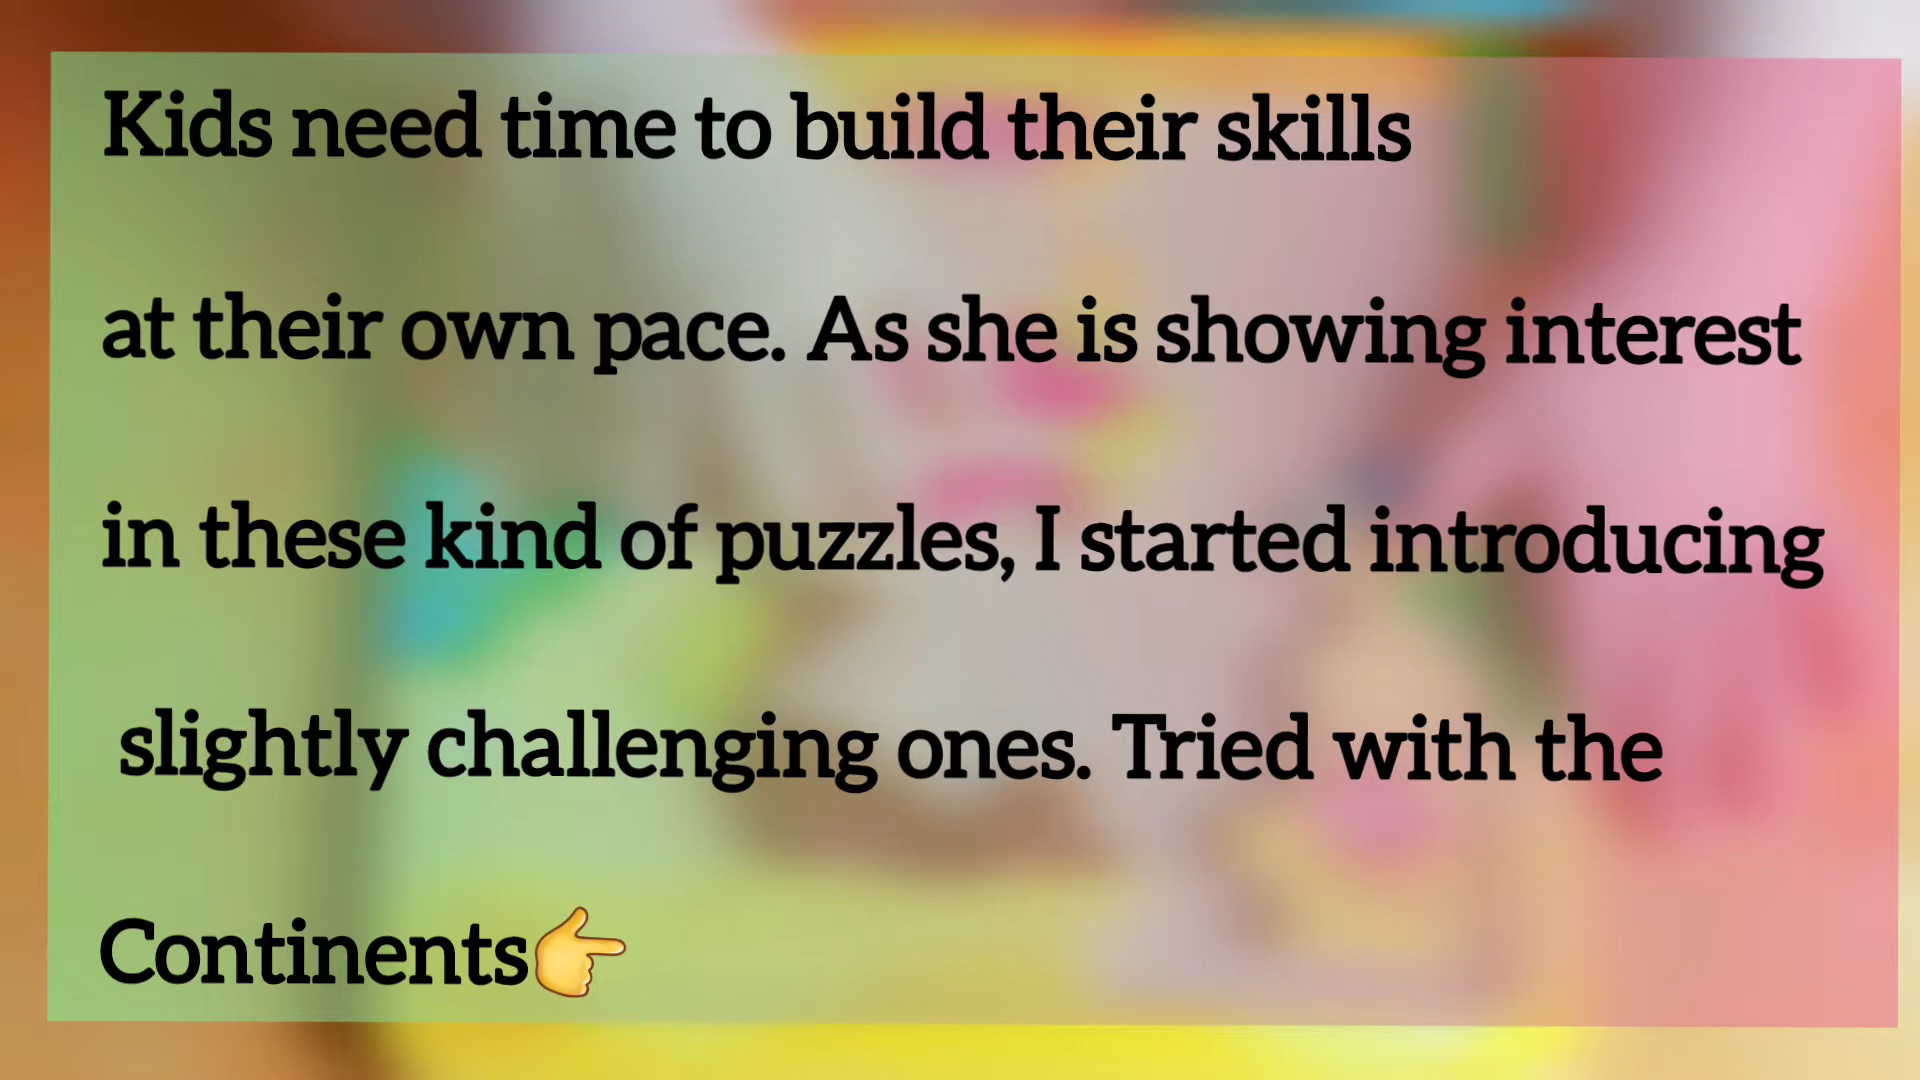 Kids need time to build their skills
at their own pace. As she is showing interest
in these kind of puzzles, I started introducing
slightly challenging ones. Tried with the
Continents👉